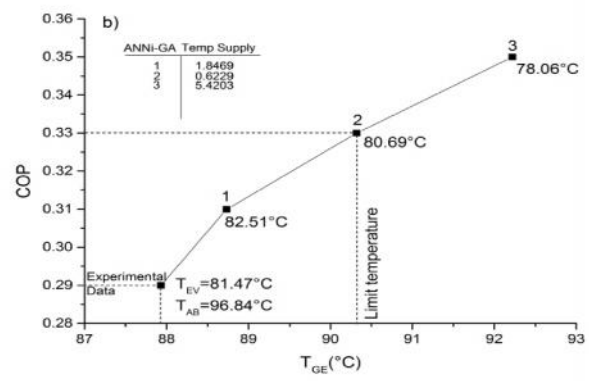 b)
ANNi-GA Temp Supply
1 1.8469
2 0.6229
3 5.4203
0.36
0.35
0.34
0.33
0.32
0.31
0.30
0.29
0.28
COP
3
78.06°C
2
80.69°C
1
82.51°C
Experimental
Data
T_EV=81.47°C
T_AB=96.84°C
Limit temperature
87 88 89 90 91 92 93
T_GE(°C)